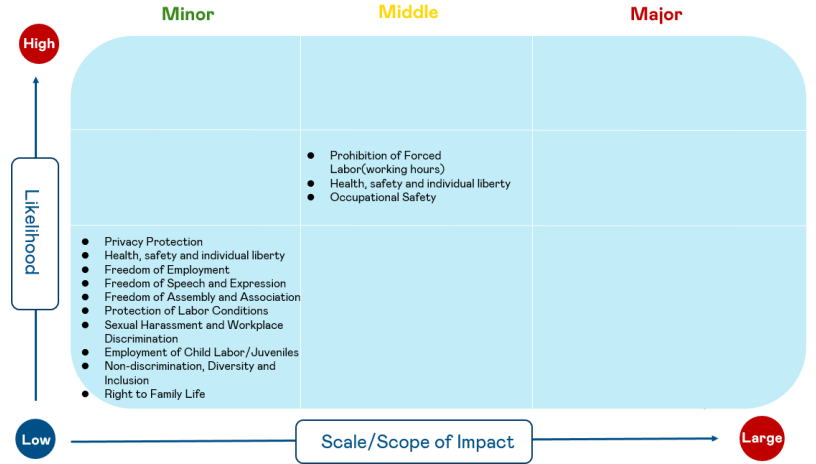 Minor
Middle
Major
High
● Prohibition of Forced
Labor(working hours)
● Health, safety and individual liberty
● Occupational Safety
Likelihood
● Privacy Protection
● Health, safety and individual liberty
● Freedom of Employment
● Freedom of Speech and Expression
● Freedom of Assembly and Association
● Protection of Labor Conditions
● Sexual Harassment and Workplace
Discrimination
● Employment of Child Labor/Juveniles
● Non-discrimination, Diversity and
Inclusion
● Right to Family Life
Low
Scale/Scope of Impact
Large